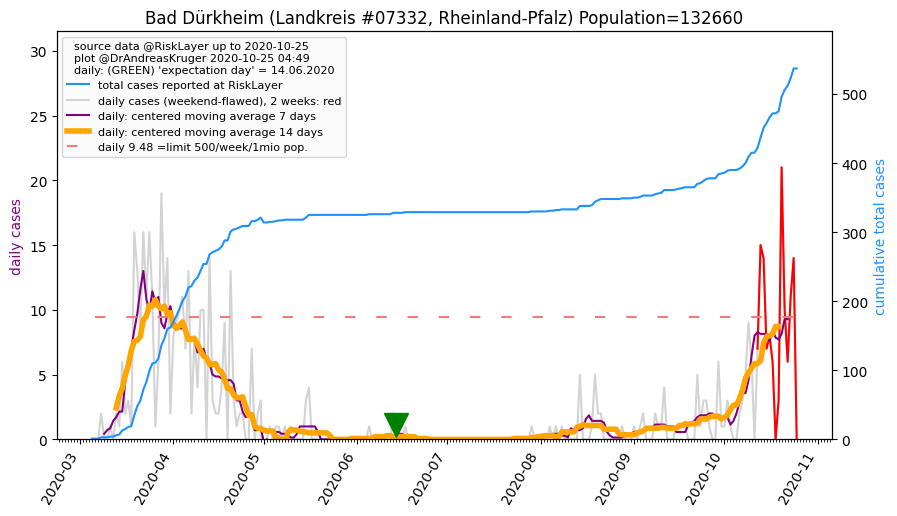 Bad Dürkheim (Landkreis #07332, Rheinland-Pfalz) Population=132660
source data @RiskLayer up to 2020-10-25
plot @DrAndreasKruger 2020-10-25 04:49
daily: (GREEN) 'expectation day' = 14.06.2020
total cases reported at RiskLayer
daily cases (weekend-flawed), 2 weeks: red
daily: centered moving average 7 days
daily: centered moving average 14 days
daily 9.48 =limit 500/week/1mio pop.
daily cases
30
25
20
15
10
5
0
cumulative total cases
500
400
300
200
100
0
2020-03
2020-04
2020-05
2020-06
2020-07
2020-08
2020-09
2020-10
2020-11